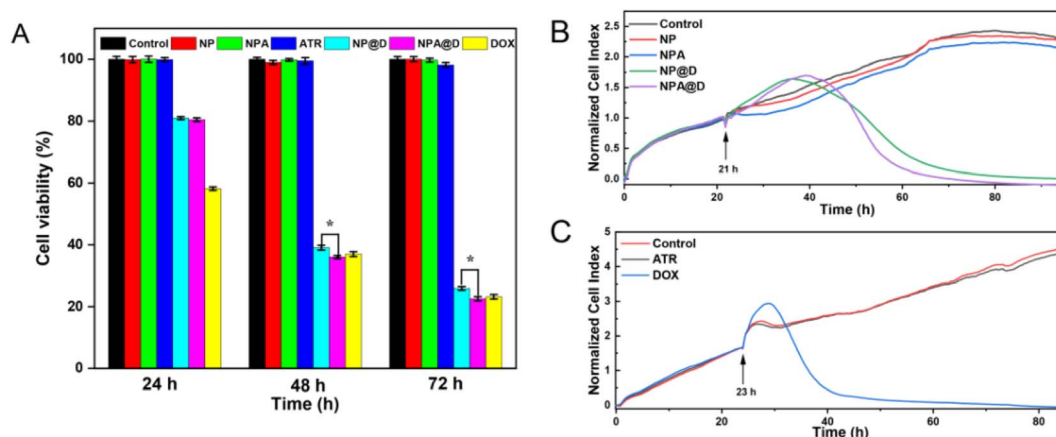 A
Control NP NPA ATR NP@D NPA@D DOX
Cell viability (%)
100
80
60
40
20
0
*
*
24 h
48 h
72 h
Time (h)
B
Normalized Cell Index
2.5
2.0
1.5
1.0
0.5
0.0
Control
NP
NPA
NP@D
NPA@D
21 h
0 20 40 60 80
Time (h)
C
Normalized Cell Index
5
4
3
2
1
0
Control
ATR
DOX
23 h
0 20 40 60 80
Time (h)